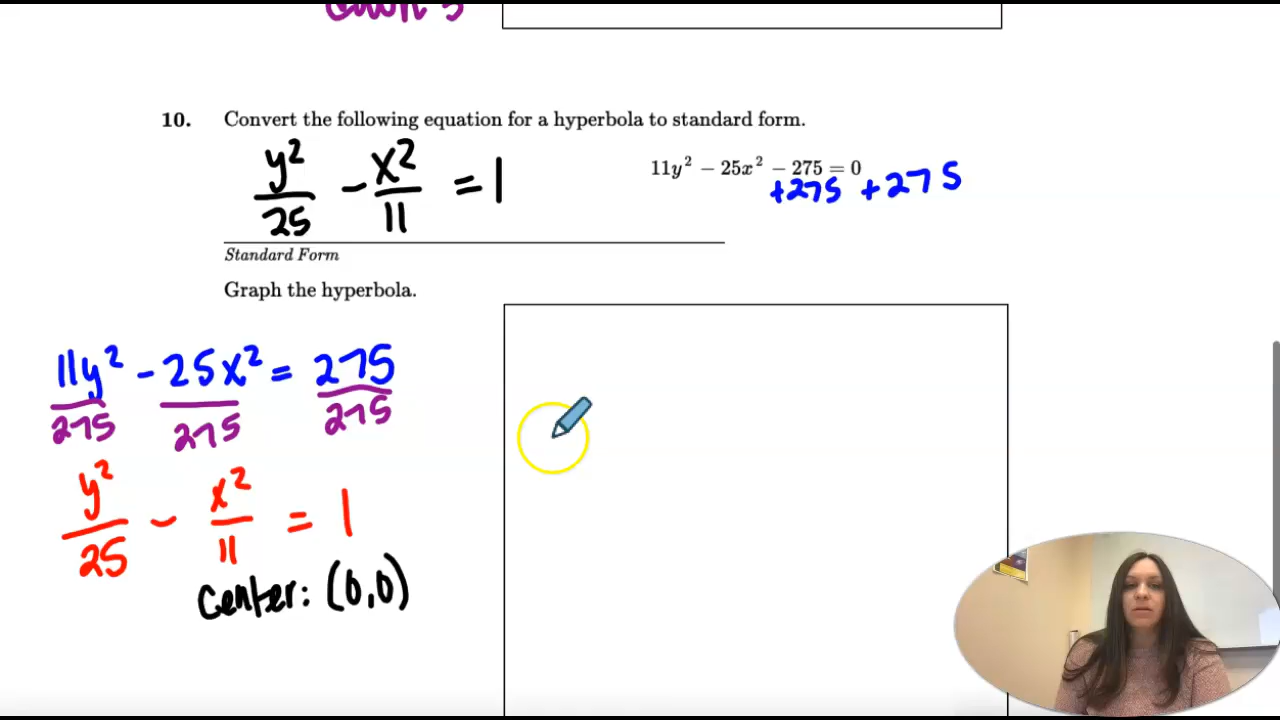 10. Convert the following equation for a hyperbola to standard form.
y²/25 - x²/11 = 1
11y² − 25x² − 275 = 0
+275 +275
Standard Form
Graph the hyperbola.
11y²/275 - 25x²/275 = 275/275
y²/25 - x²/11 = 1
center: (0,0)